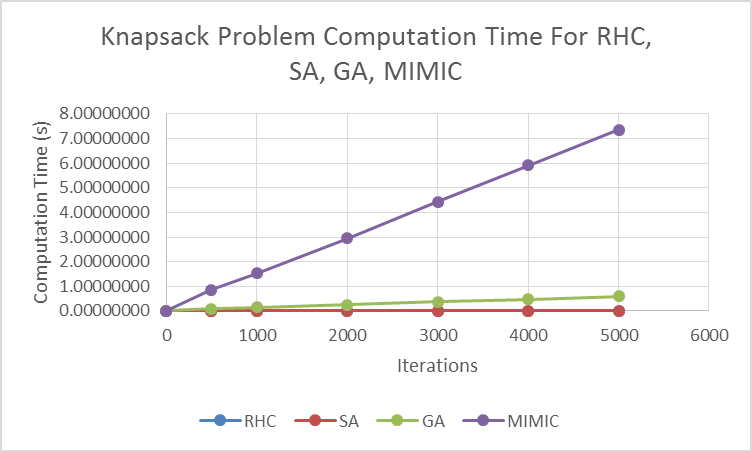 Knapsack Problem Computation Time For RHC,
SA, GA, MIMIC
Computation Time (s)
8.00000000
7.00000000
6.00000000
5.00000000
4.00000000
3.00000000
2.00000000
1.00000000
0.00000000
0 1000 2000 3000 4000 5000 6000
Iterations
RHC SA GA MIMIC